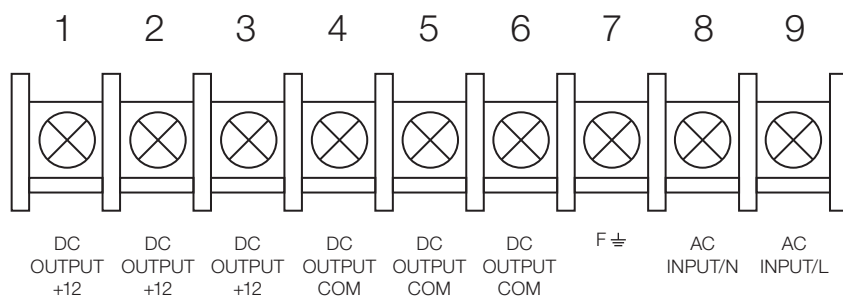 1 2 3 4 5 6 7 8 9
DC DC DC DC DC DC F ⏚ AC AC
OUTPUT OUTPUT OUTPUT OUTPUT OUTPUT OUTPUT INPUT/N INPUT/L
+12 +12 +12 COM COM COM